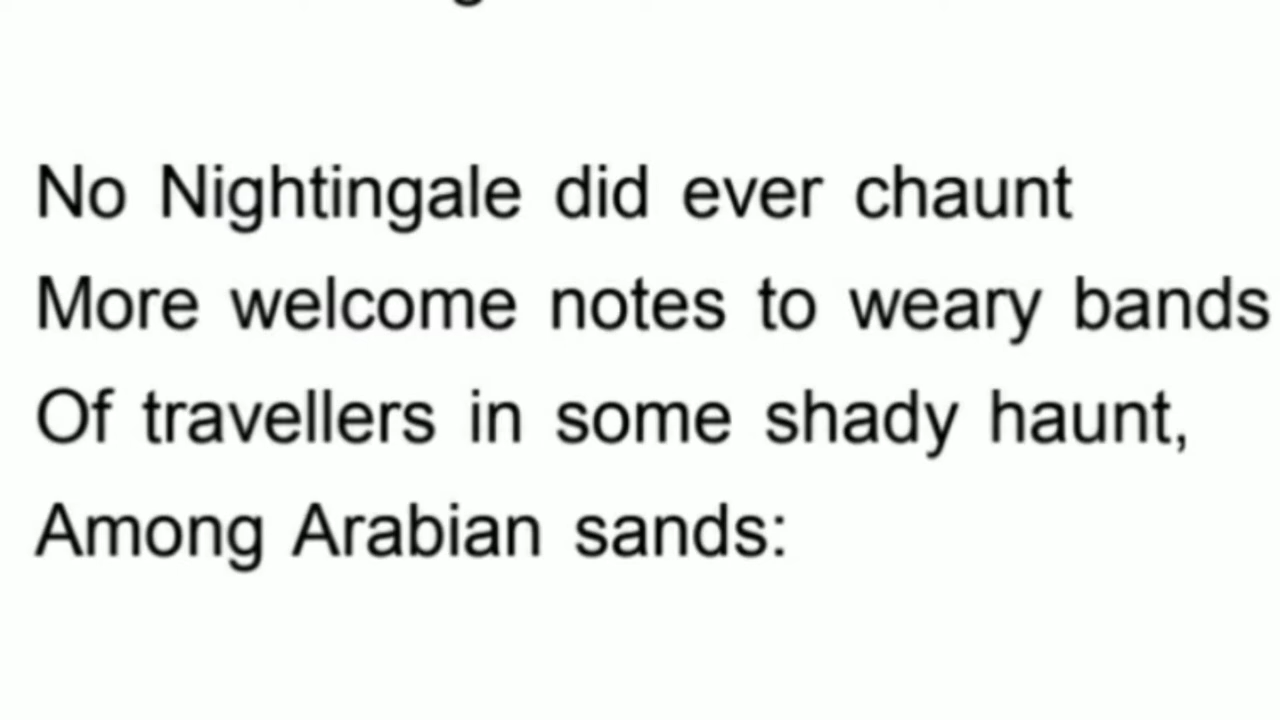 No Nightingale did ever chaunt
More welcome notes to weary bands
Of travellers in some shady haunt,
Among Arabian sands: